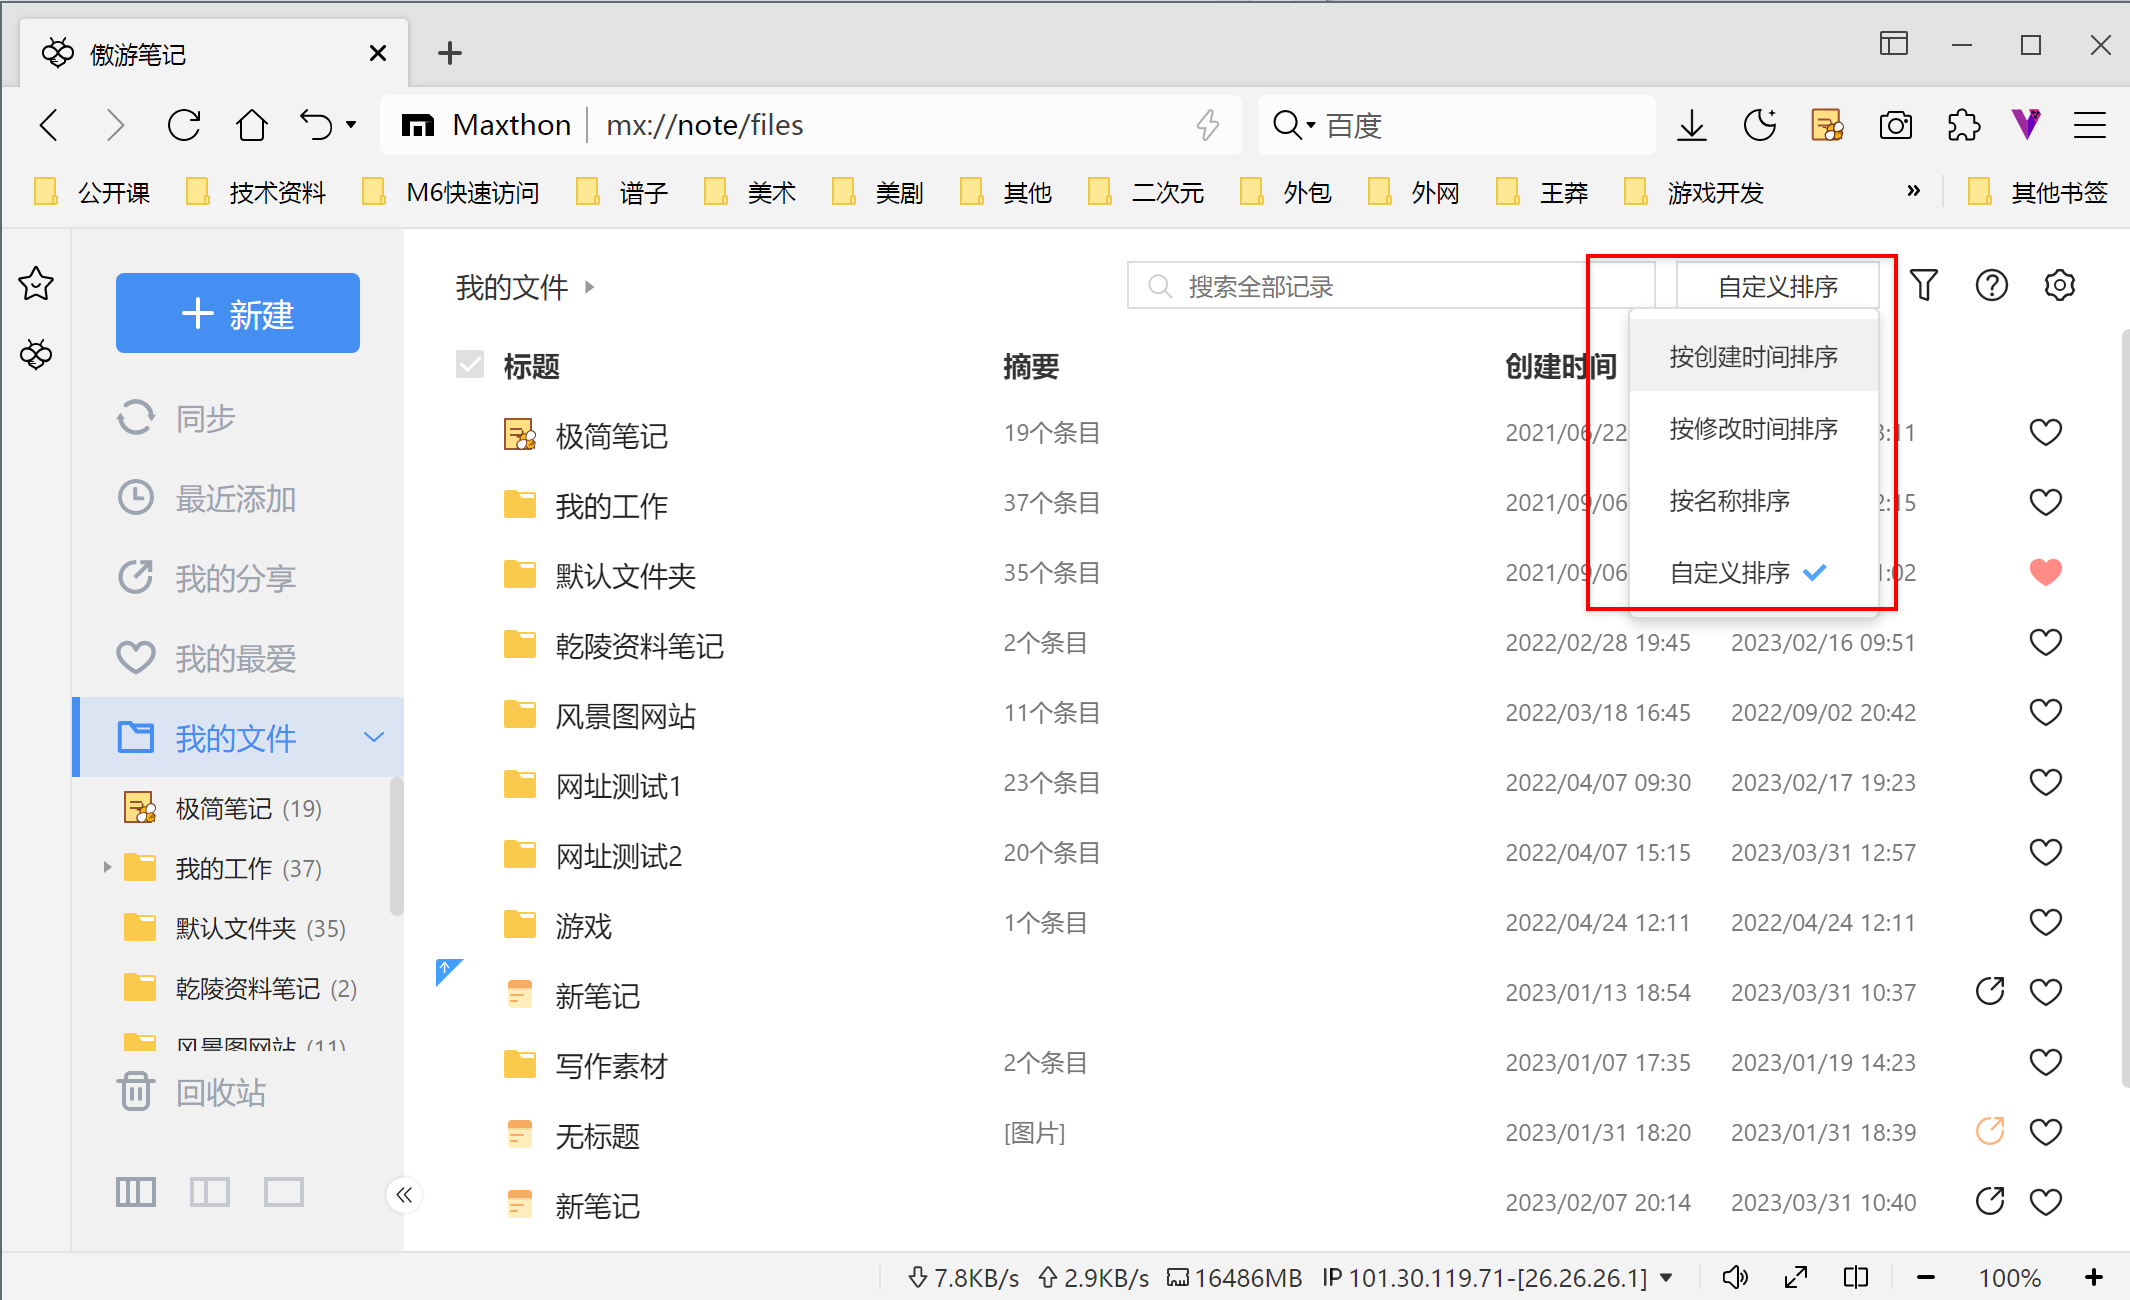 傲游笔记
Maxthon mx://note/files 百度
公开课 技术资料 M6快速访问 谱子 美术 美剧 其他 二次元 外包 外网 王莽 游戏开发 » 其他书签
新建
同步
最近添加
我的分享
我的最爱
我的文件
极简笔记 (19)
我的工作 (37)
默认文件夹 (35)
乾陵资料笔记 (2)
风景图网站 (11)
回收站
我的文件 搜索全部记录 自定义排序
按创建时间排序
按修改时间排序
按名称排序
自定义排序
标题 摘要 创建时间
极简笔记 19个条目 2021/06/22 :11
我的工作 37个条目 2021/09/06 :15
默认文件夹 35个条目 2021/09/06 :02
乾陵资料笔记 2个条目 2022/02/28 19:45 2023/02/16 09:51
风景图网站 11个条目 2022/03/18 16:45 2022/09/02 20:42
网址测试1 23个条目 2022/04/07 09:30 2023/02/17 19:23
网址测试2 20个条目 2022/04/07 15:15 2023/03/31 12:57
游戏 1个条目 2022/04/24 12:11 2022/04/24 12:11
新笔记 2023/01/13 18:54 2023/03/31 10:37
写作素材 2个条目 2023/01/07 17:35 2023/01/19 14:23
无标题 [图片] 2023/01/31 18:20 2023/01/31 18:39
新笔记 2023/02/07 20:14 2023/03/31 10:40
7.8KB/s 2.9KB/s 16486MB IP 101.30.119.71-[26.26.26.1] 100%